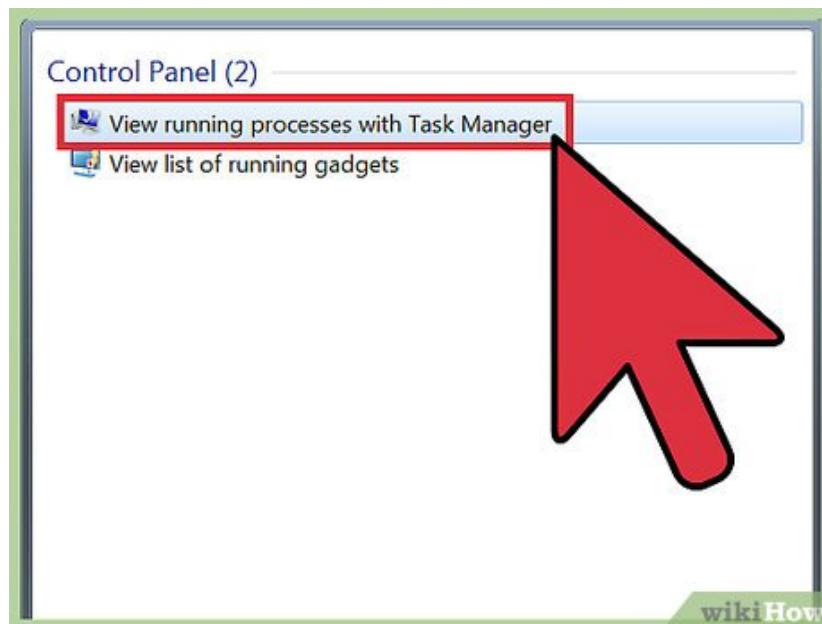 Control Panel (2)
View running processes with Task Manager
View list of running gadgets
wikiHow